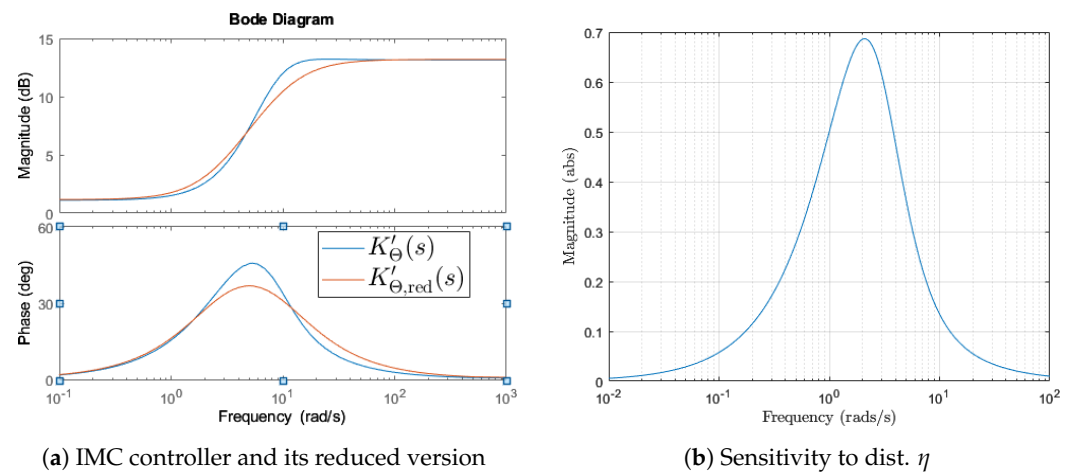 Bode Diagram
15
10
5
0
Magnitude (dB)
60
30
0
Phase (deg)
K′_Θ(s)
K′_Θ,red(s)
10^-1
10^0
10^1
10^2
10^3
Frequency (rad/s)
(a) IMC controller and its reduced version
0.7
0.6
0.5
0.4
0.3
0.2
0.1
0
Magnitude (abs)
10^-2
10^-1
10^0
10^1
10^2
Frequency (rads/s)
(b) Sensitivity to dist. η